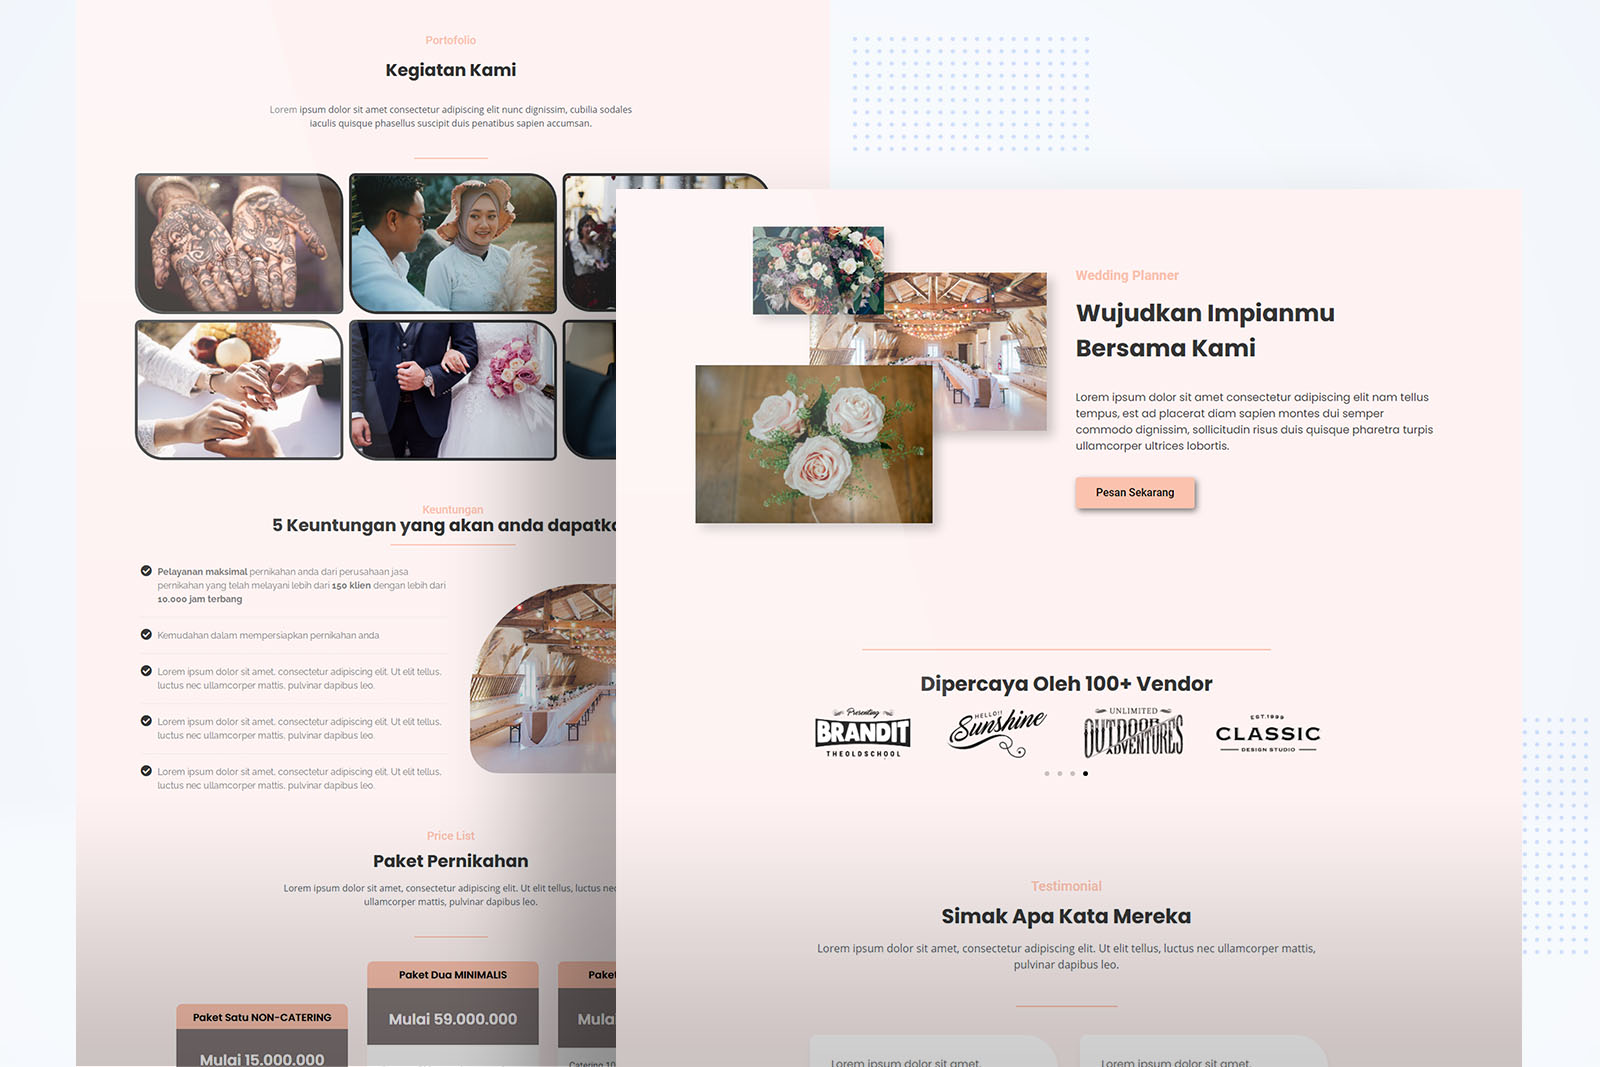 Portofolio
Kegiatan Kami
Lorem ipsum dolor sit amet consectetur adipiscing elit nunc dignissim, cubilia sodales
iaculis quisque phasellus suscipit duis penatibus sapien accumsan.
Keuntungan
5 Keuntungan yang akan anda dapatka
Pelayanan maksimal pernikahan anda dari perusahaan jasa
pernikahan yang telah melayani lebih dari 150 klien dengan lebih dari
10.000 jam terbang
Kemudahan dalam mempersiapkan pernikahan anda
Lorem ipsum dolor sit amet, consectetur adipiscing elit. Ut elit tellus,
luctus nec ullamcorper mattis, pulvinar dapibus leo.
Lorem ipsum dolor sit amet, consectetur adipiscing elit. Ut elit tellus,
luctus nec ullamcorper mattis, pulvinar dapibus leo.
Lorem ipsum dolor sit amet, consectetur adipiscing elit. Ut elit tellus,
luctus nec ullamcorper mattis, pulvinar dapibus leo.
Price List
Paket Pernikahan
Lorem ipsum dolor sit amet, consectetur adipiscing elit. Ut elit tellus, luctus nec
ullamcorper mattis, pulvinar dapibus leo.
Paket Satu NON-CATERING
Mulai 15.000.000
Paket Dua MINIMALIS
Mulai 59.000.000
Paket
Mula
Catering 10
Wedding Planner
Wujudkan Impianmu
Bersama Kami
Lorem ipsum dolor sit amet consectetur adipiscing elit nam tellus
tempus, est ad placerat diam sapien montes dui semper
commodo dignissim, sollicitudin risus duis quisque pharetra turpis
ullamcorper ultrices lobortis.
Pesan Sekarang
Dipercaya Oleh 100+ Vendor
Presenting
BRANDIT
THEOLDSCHOOL
HELLO!!
Sunshine
UNLIMITED
OUTDOOR
ADVENTURES
EST.1999
CLASSIC
DESIGN STUDIO
Testimonial
Simak Apa Kata Mereka
Lorem ipsum dolor sit amet, consectetur adipiscing elit. Ut elit tellus, luctus nec ullamcorper mattis,
pulvinar dapibus leo.
Lorem ipsum dolor sit amet,
Lorem ipsum dolor sit amet,